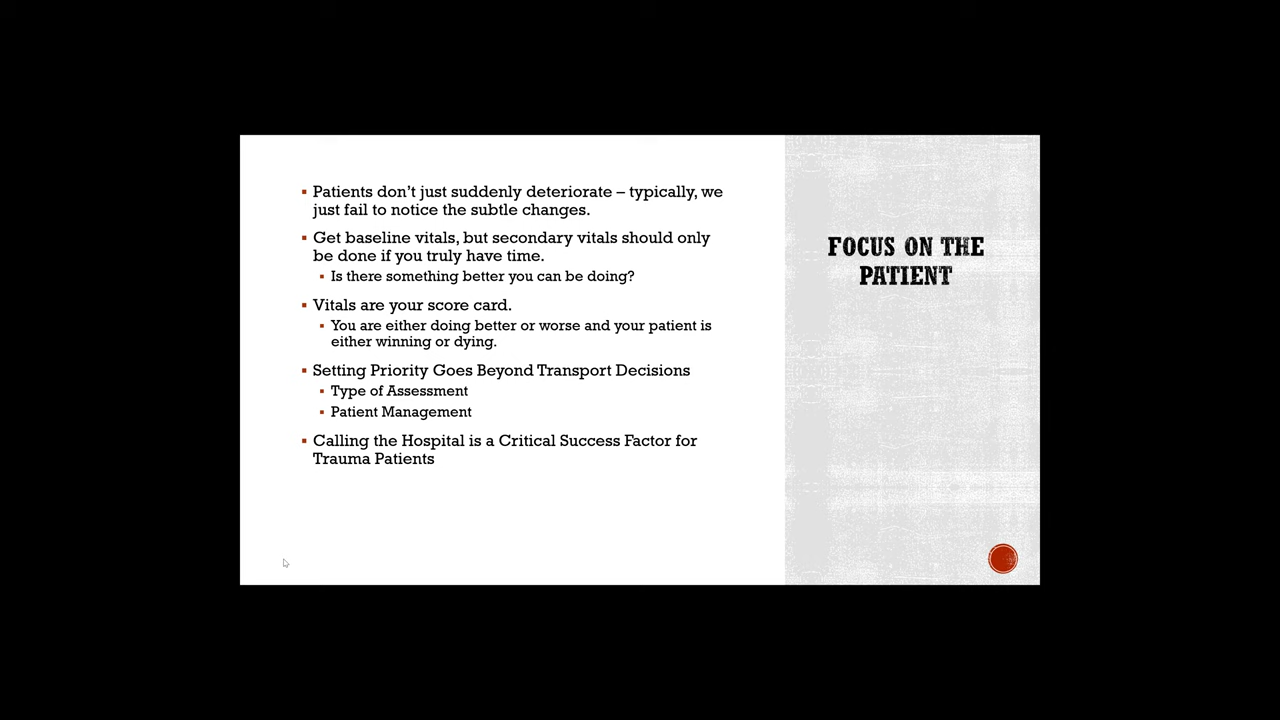 Patients don’t just suddenly deteriorate – typically, we
just fail to notice the subtle changes.
Get baseline vitals, but secondary vitals should only
be done if you truly have time.
Is there something better you can be doing?
Vitals are your score card.
You are either doing better or worse and your patient is
either winning or dying.
Setting Priority Goes Beyond Transport Decisions
Type of Assessment
Patient Management
Calling the Hospital is a Critical Success Factor for
Trauma Patients
FOCUS ON THE
PATIENT